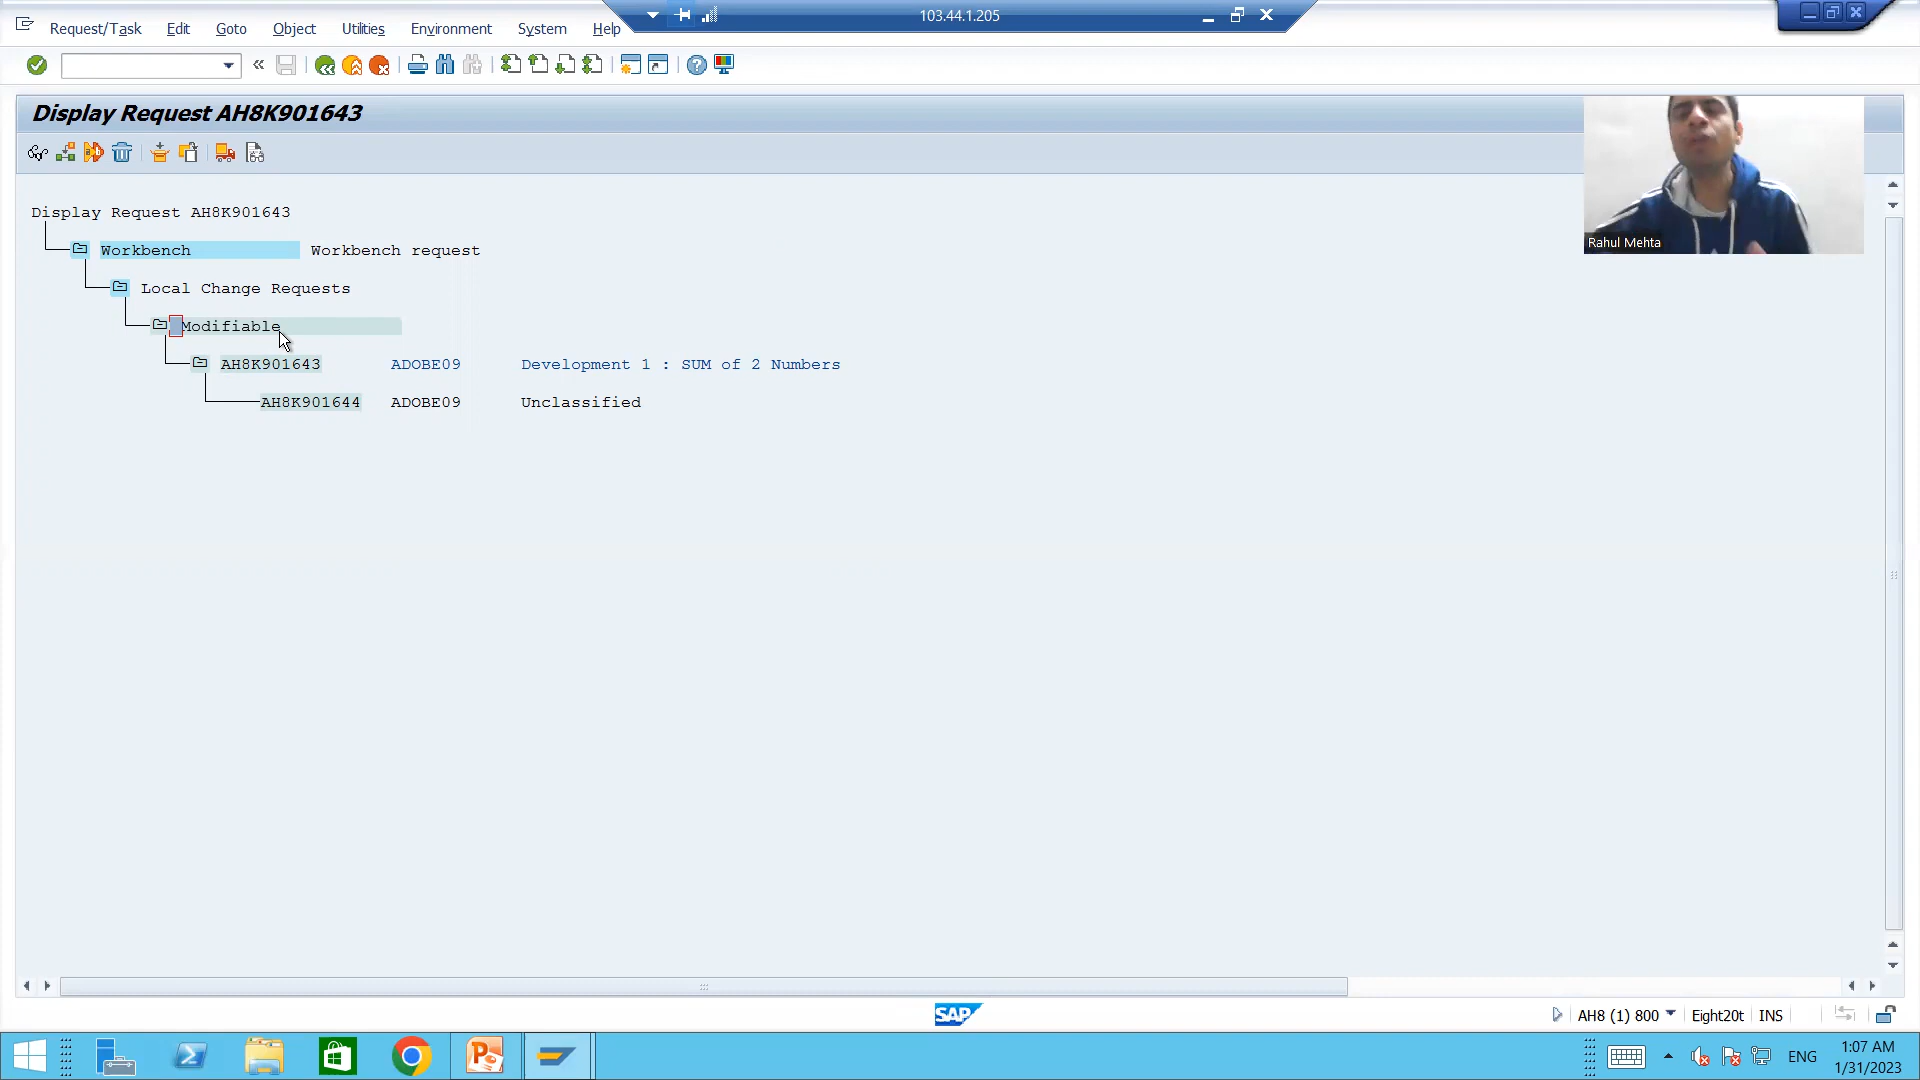 103.44.1.205
Request/Task Edit Goto Object Utilities Environment System Help
Display Request AH8K901643
Rahul Mehta
Display Request AH8K901643
Workbench Workbench request
Local Change Requests
Modifiable
AH8K901643 ADOBE09 Development 1 : SUM of 2 Numbers
AH8K901644 ADOBE09 Unclassified
SAP
AH8 (1) 800 Eight20t INS
ENG
1:07 AM
1/31/2023